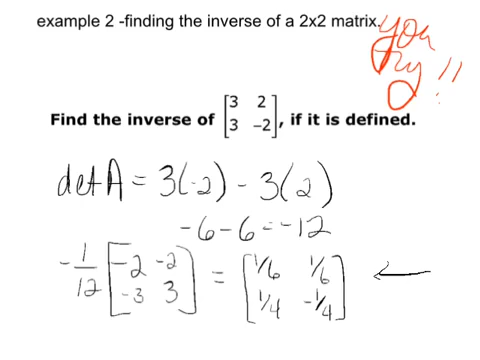 example 2 -finding the inverse of a 2x2 matrix.
you
try !!
Find the inverse of [3 2
3 -2], if it is defined.
det A = 3(-2) - 3(2)
-6-6=-12
-1/12 [-2 -2
-3 3] = [1/6 1/6
1/4 -1/4] ←